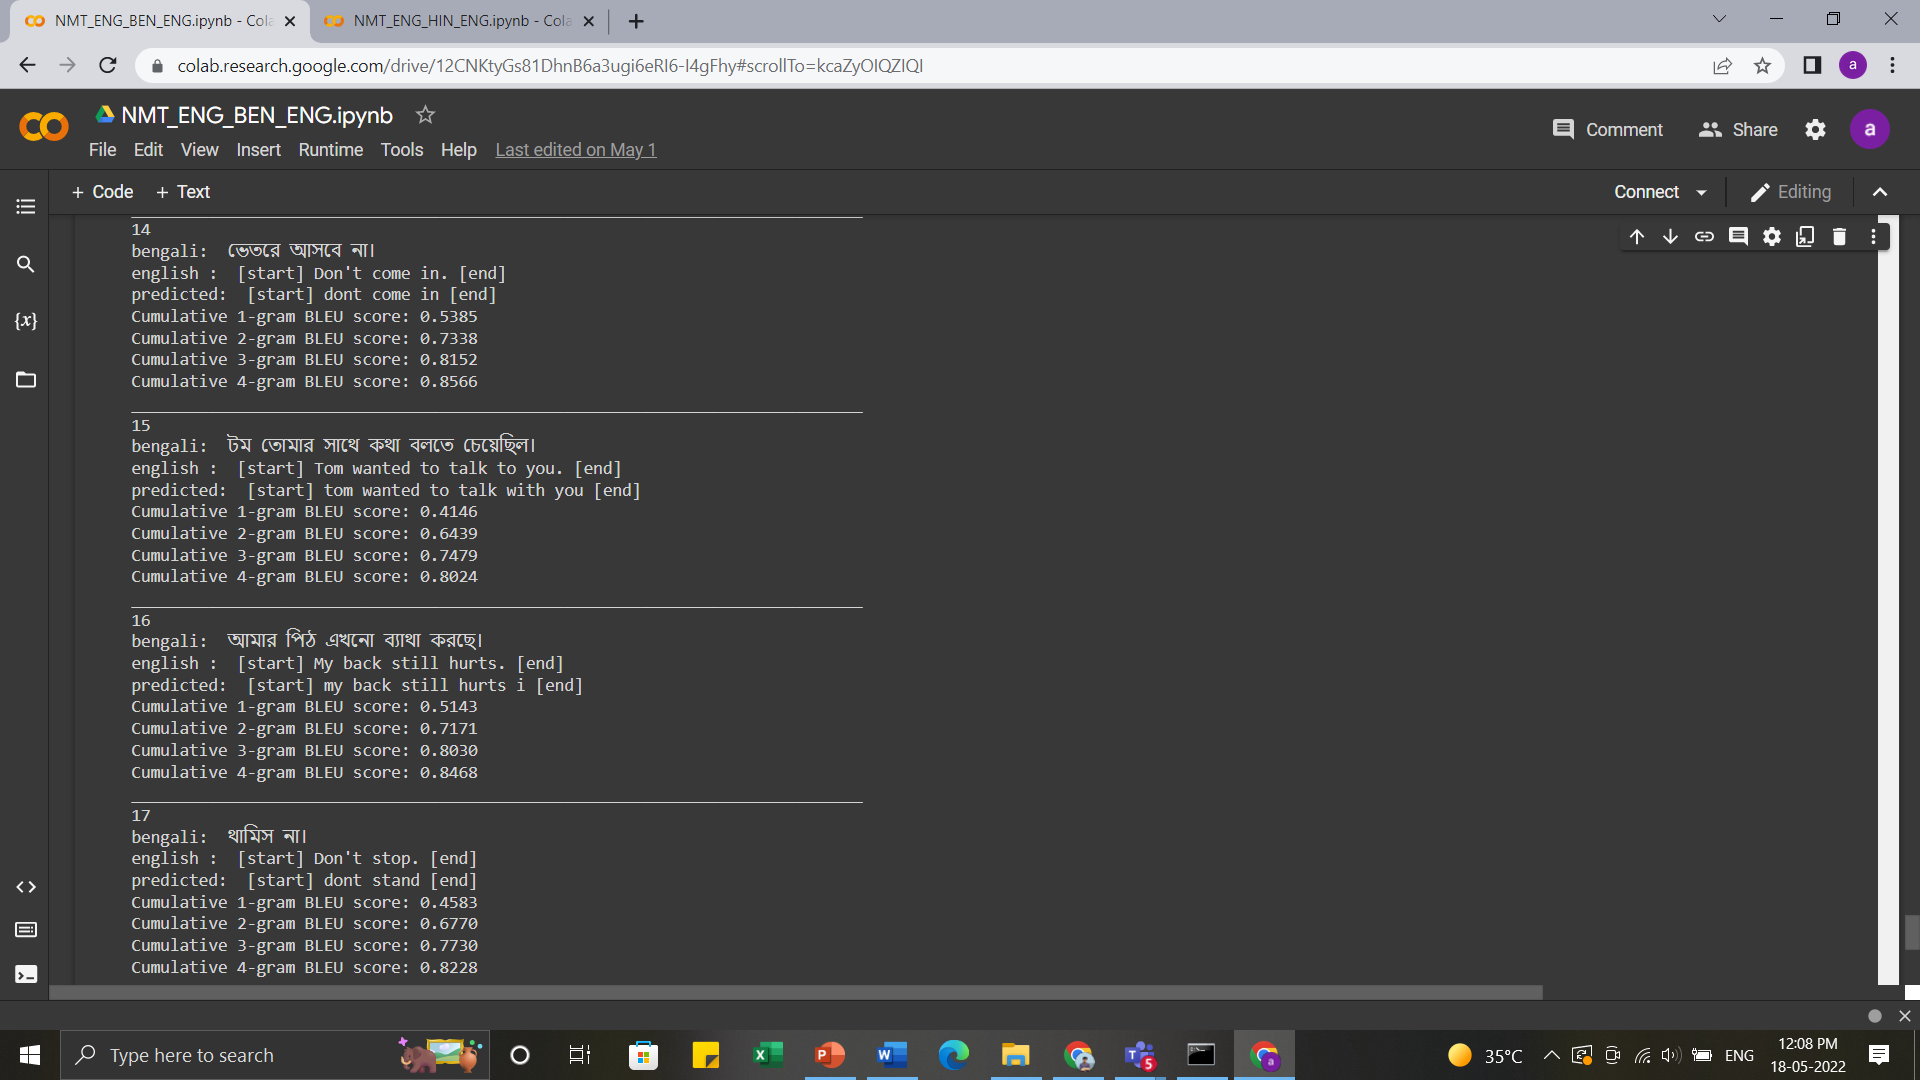 NMT_ENG_BEN_ENG.ipynb - Cola
NMT_ENG_HIN_ENG.ipynb - Cola
colab.research.google.com/drive/12CNKtyGs81DhnB6a3ugi6eRI6-I4gFhy#scrollTo=kcaZyOIQZIQI
a
NMT_ENG_BEN_ENG.ipynb
Comment Share a
File Edit View Insert Runtime Tools Help Last edited on May 1
+ Code + Text Connect Editing
14
bengali: ভেতরে আসবে না।
english : [start] Don't come in. [end]
predicted: [start] dont come in [end]
Cumulative 1-gram BLEU score: 0.5385
Cumulative 2-gram BLEU score: 0.7338
Cumulative 3-gram BLEU score: 0.8152
Cumulative 4-gram BLEU score: 0.8566
15
bengali: টম তোমার সাথে কথা বলতে চেয়েছিল।
english : [start] Tom wanted to talk to you. [end]
predicted: [start] tom wanted to talk with you [end]
Cumulative 1-gram BLEU score: 0.4146
Cumulative 2-gram BLEU score: 0.6439
Cumulative 3-gram BLEU score: 0.7479
Cumulative 4-gram BLEU score: 0.8024
16
bengali: আমার পিঠ এখনো ব্যাথা করছে।
english : [start] My back still hurts. [end]
predicted: [start] my back still hurts i [end]
Cumulative 1-gram BLEU score: 0.5143
Cumulative 2-gram BLEU score: 0.7171
Cumulative 3-gram BLEU score: 0.8030
Cumulative 4-gram BLEU score: 0.8468
17
bengali: থামিস না।
english : [start] Don't stop. [end]
predicted: [start] dont stand [end]
Cumulative 1-gram BLEU score: 0.4583
Cumulative 2-gram BLEU score: 0.6770
Cumulative 3-gram BLEU score: 0.7730
Cumulative 4-gram BLEU score: 0.8228
{x}
Type here to search
5
35°C
ENG
12:08 PM
18-05-2022